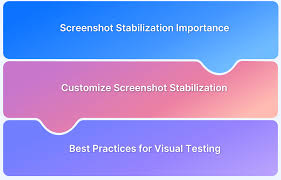 Screenshot Stabilization Importance
Customize Screenshot Stabilization
Best Practices for Visual Testing